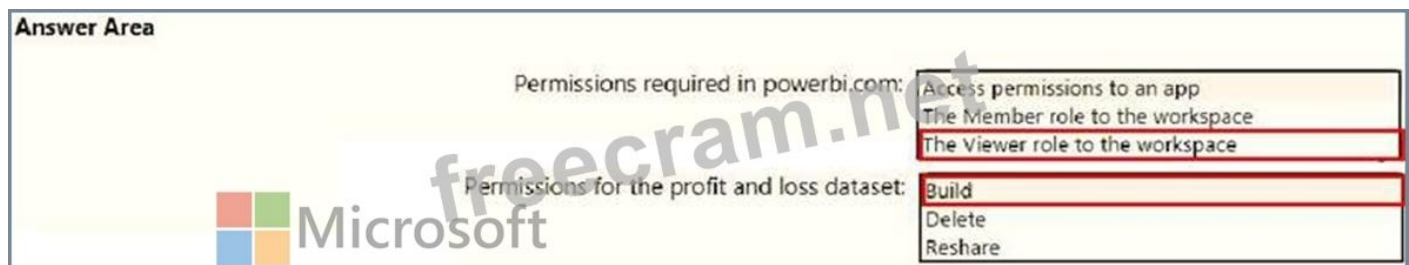 Answer Area
Permissions required in powerbi.com:
Access permissions to an app
The Member role to the workspace
The Viewer role to the workspace
Permissions for the profit and loss dataset:
Build
Delete
Reshare
freecram.net
Microsoft